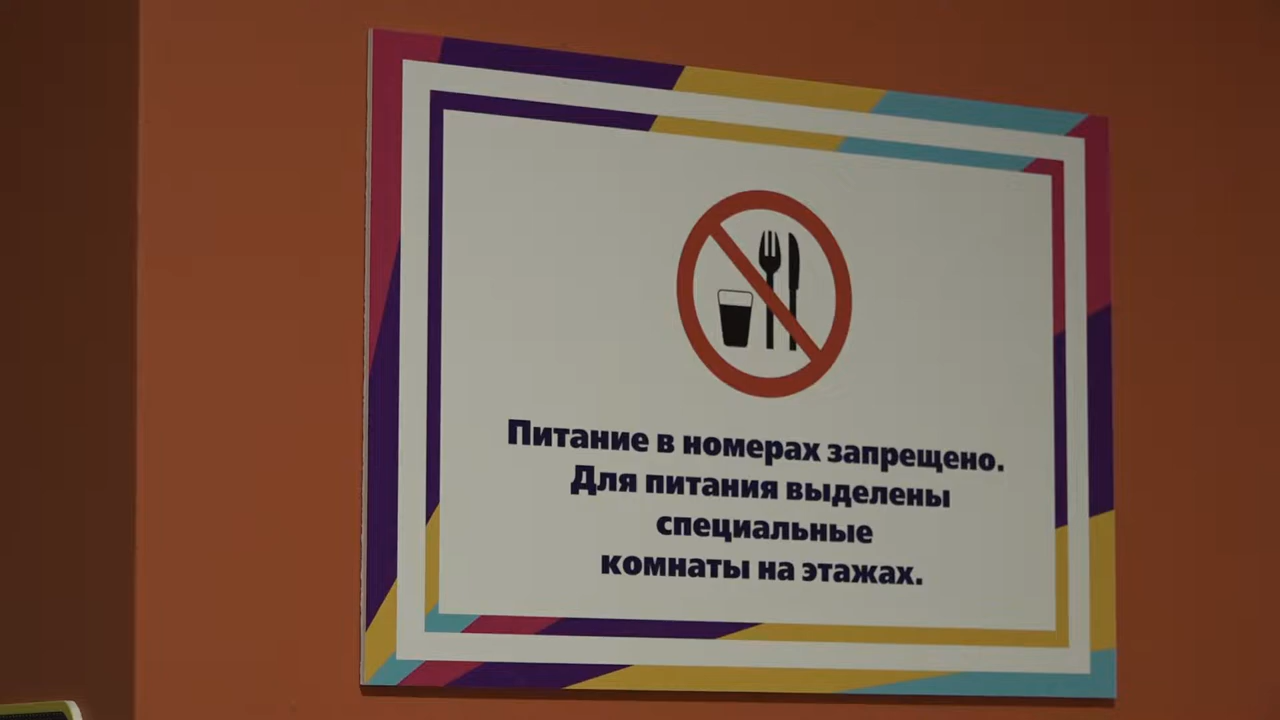 Питание в номерах запрещено.
Для питания выделены
специальные
комнаты на этажах.